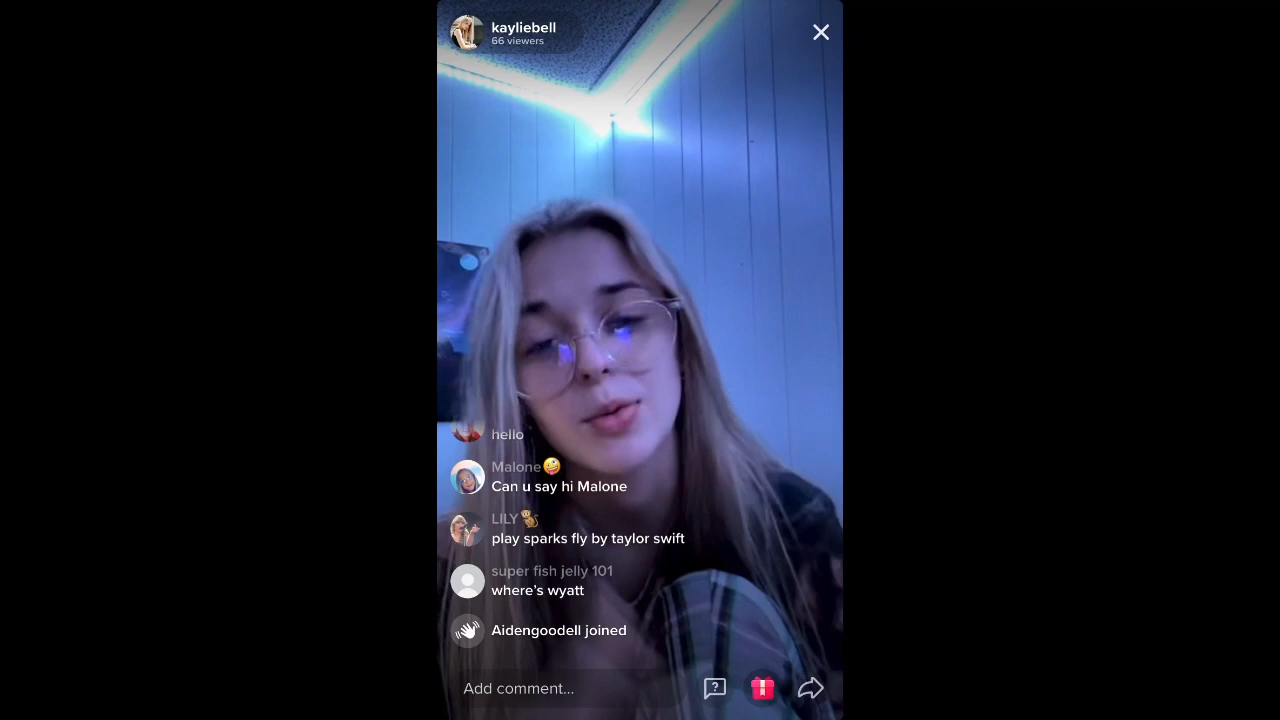 kayliebell
66 viewers
hello
Malone🤪
Can u say hi Malone
LILY🐒
play sparks fly by taylor swift
super fish jelly 101
where's wyatt
Aidengoodell joined
Add comment...